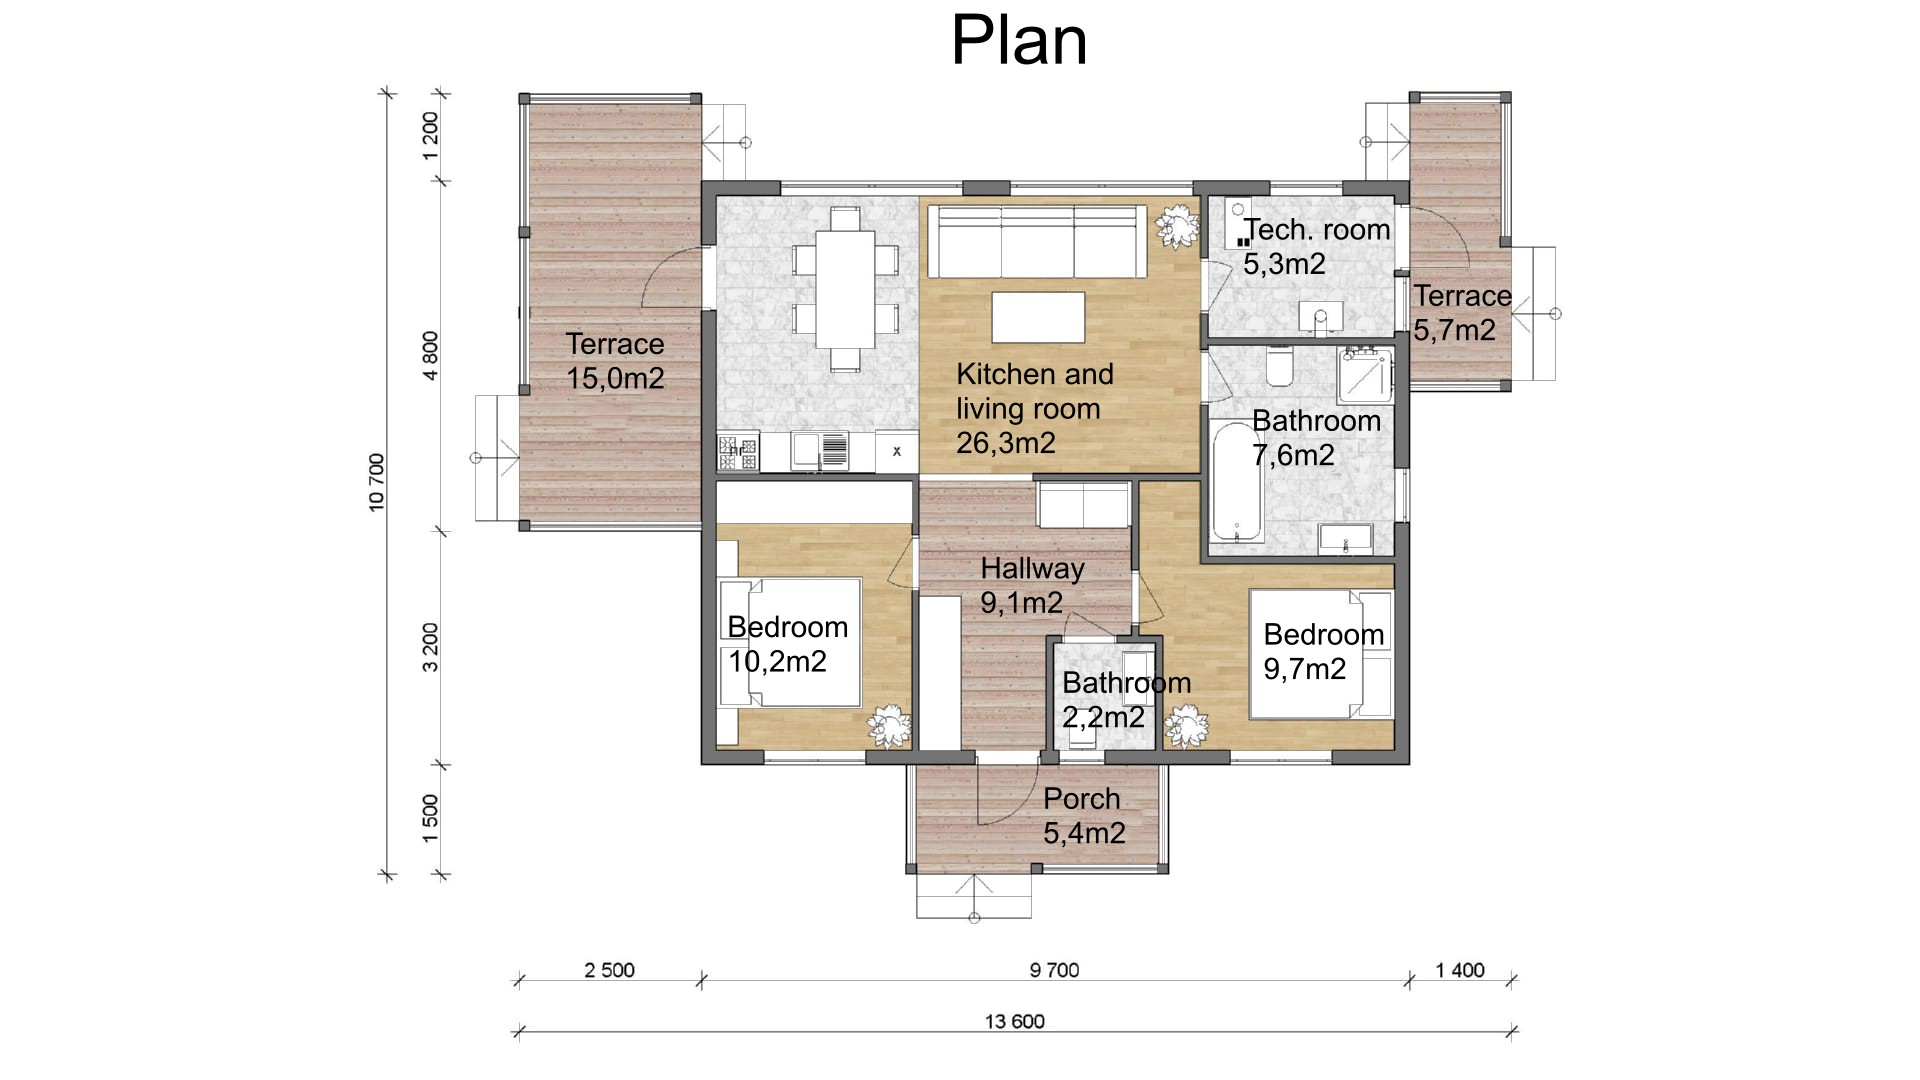 Plan
1 200
4 800
10 700
3 200
1 500
Terrace
15,0m2
Kitchen and
living room
26,3m2
x
Tech. room
5,3m2
Terrace
5,7m2
Bathroom
7,6m2
Hallway
9,1m2
Bedroom
10,2m2
Bathroom
2,2m2
Bedroom
9,7m2
Porch
5,4m2
2 500
9 700
1 400
13 600